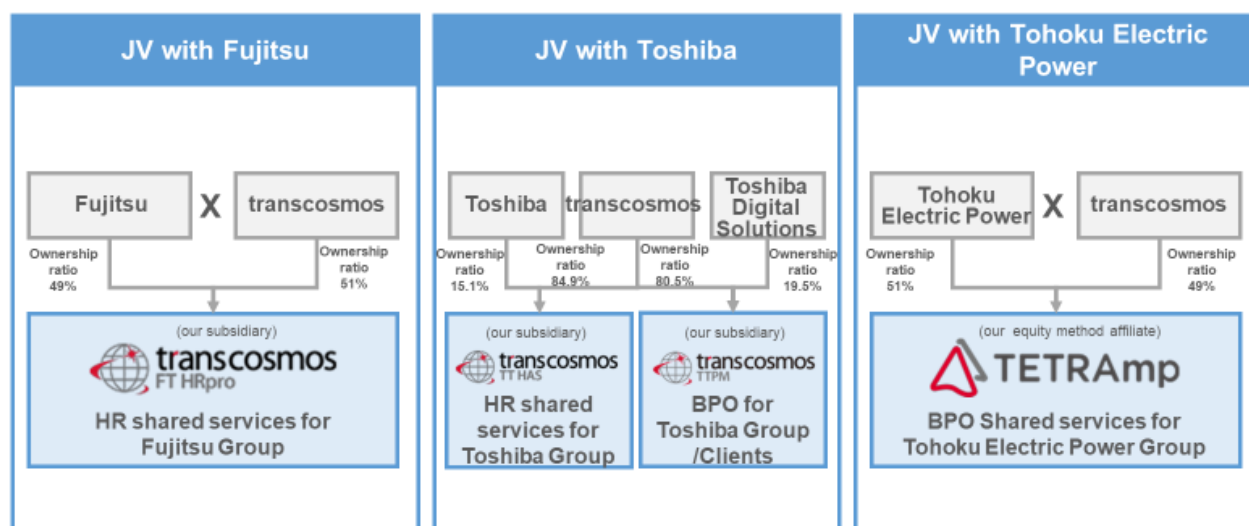 JV with Fujitsu
Fujitsu
X
transcosmos
Ownership
ratio
49%
Ownership
ratio
51%
(our subsidiary)
transcosmos
FT HRpro
HR shared services for
Fujitsu Group
JV with Toshiba
Toshiba
transcosmos
Toshiba
Digital
Solutions
Ownership
ratio
15.1%
Ownership
ratio
84.9%
Ownership
ratio
80.5%
Ownership
ratio
19.5%
(our subsidiary)
transcosmos
TT HAS
HR shared
services for
Toshiba Group
(our subsidiary)
transcosmos
TTPM
BPO for
Toshiba Group
/Clients
JV with Tohoku Electric
Power
Tohoku
Electric Power
X
transcosmos
Ownership
ratio
51%
Ownership
ratio
49%
(our equity method affiliate)
TETRAmp
BPO Shared services for
Tohoku Electric Power Group